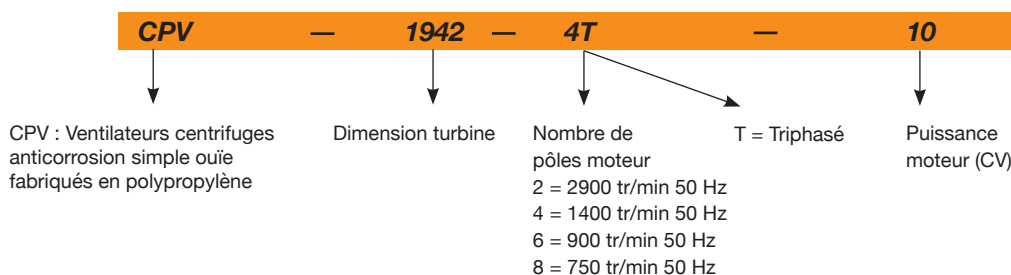 CPV — 1942 — 4T — 10
CPV : Ventilateurs centrifuges
anticorrosion simple ouïe
fabriqués en polypropylène
Dimension turbine
Nombre de
pôles moteur
2 = 2900 tr/min 50 Hz
4 = 1400 tr/min 50 Hz
6 = 900 tr/min 50 Hz
8 = 750 tr/min 50 Hz
T = Triphasé
Puissance
moteur (CV)